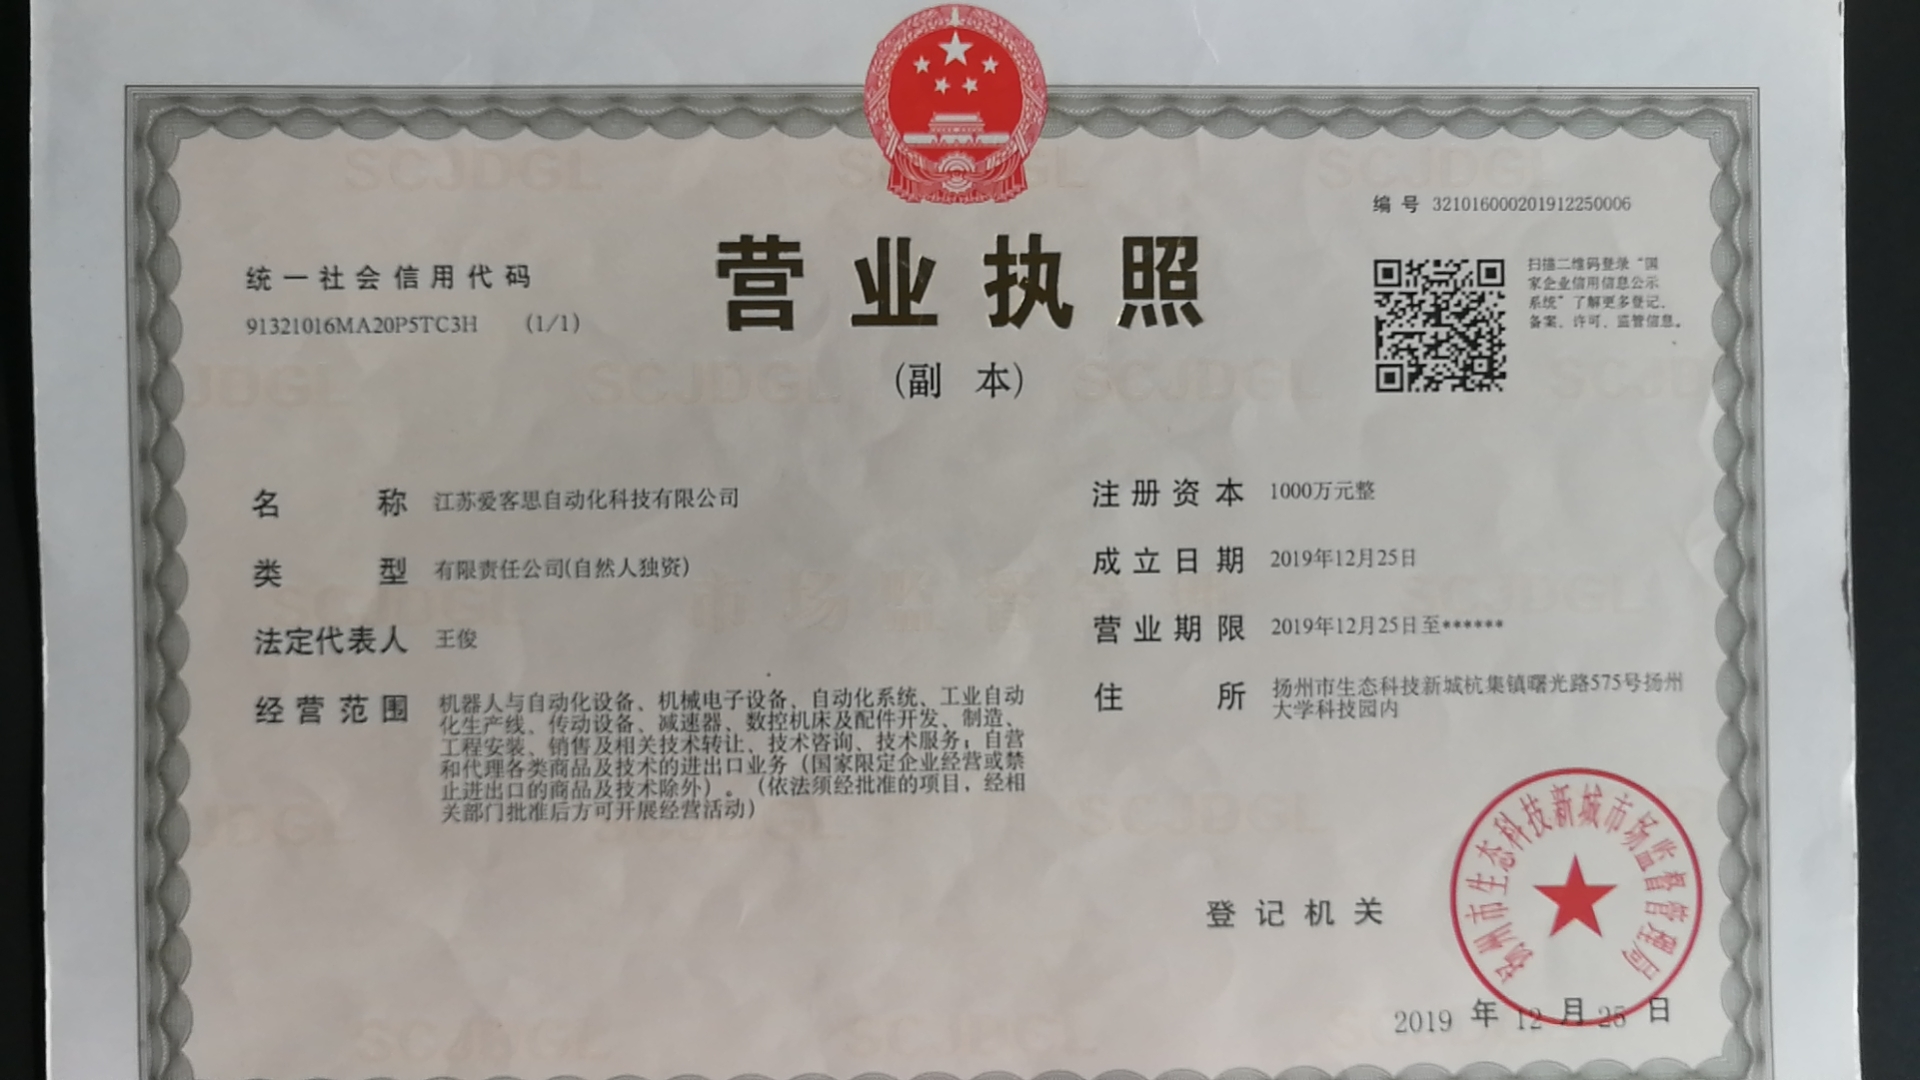 编号 321016000201912250006
统一社会信用代码
91321016MA20P5TC3H (1/1)
营业执照
(副 本)
扫描二维码登录“国
家企业信用信息公示
系统”了解更多登记、
备案、许可、监管信息。
名称 江苏爱客思自动化科技有限公司
类型 有限责任公司(自然人独资)
法定代表人 王俊
经营范围 机器人与自动化设备、机械电子设备、自动化系统、工业自动
化生产线、传动设备、减速器、数控机床及配件开发、制造、
工程安装、销售及相关技术转让、技术咨询、技术服务；自营
和代理各类商品及技术的进出口业务（国家限定企业经营或禁
止进出口的商品及技术除外）。（依法须经批准的项目，经相
关部门批准后方可开展经营活动）
注册资本 1000万元整
成立日期 2019年12月25日
营业期限 2019年12月25日至******
住所 扬州市生态科技新城杭集镇曙光路575号扬州
大学科技园内
登记机关
扬州市生态科技新城市场监督管理局
2019 年 12 月 25 日
SCJDGL
市场监督管理